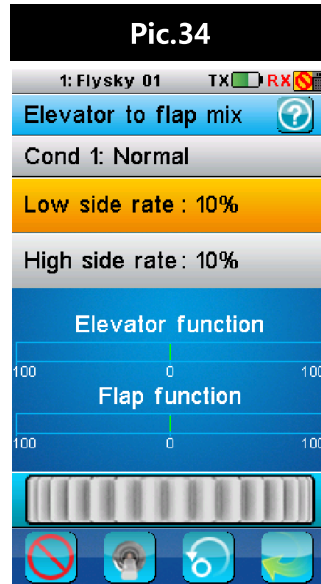 Pic.34
1: Flysky 01 TX RX
Elevator to flap mix ?
Cond 1: Normal
Low side rate : 10%
High side rate : 10%
Elevator function
100 0 100
Flap function
100 0 100